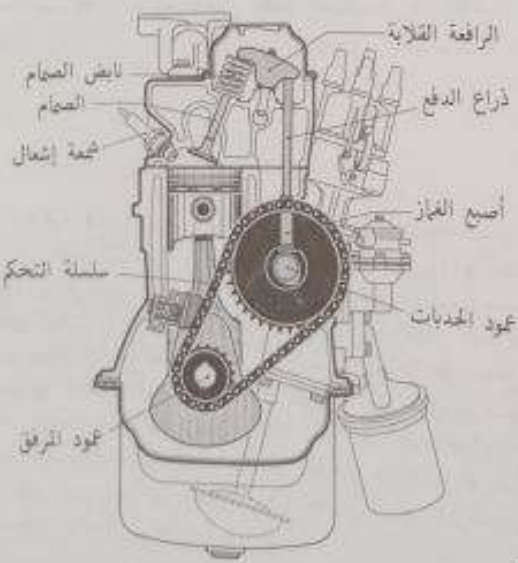 الرافعة القلابة
نابض الصمام
ذراع الدفع
الصمام
شمعة إشعال
أصبع الغماز
سلسلة التحكم
عمود الحدبات
عمود المرفق